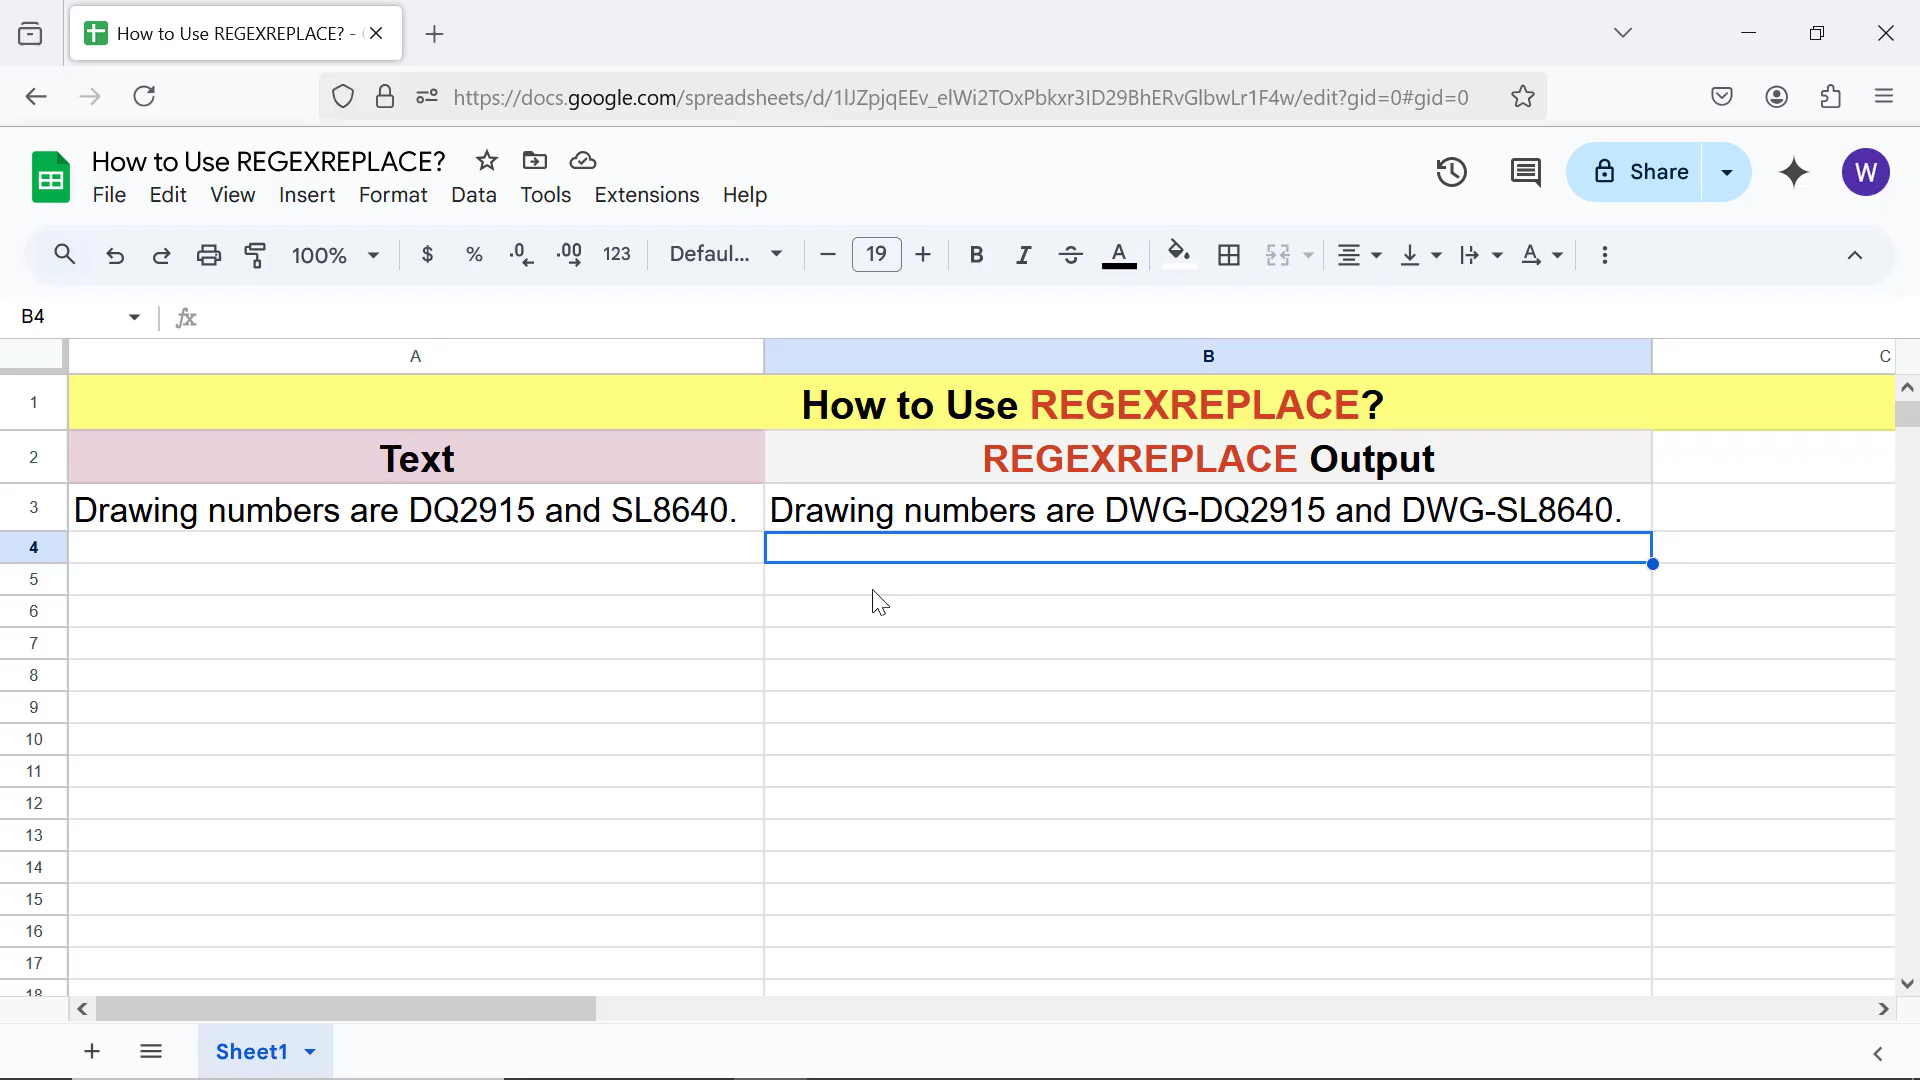 How to Use REGEXREPLACE? -
https://docs.google.com/spreadsheets/d/1lJZpjqEEv_elWi2TOxPbkxr3ID29BhERvGlbwLr1F4w/edit?gid=0#gid=0
How to Use REGEXREPLACE?
Share
W
File Edit View Insert Format Data Tools Extensions Help
100% $ % .0 .00 123 Defaul... 19 B I S A A
B4 fx
A B C
1 How to Use REGEXREPLACE?
2 Text REGEXREPLACE Output
3 Drawing numbers are DQ2915 and SL8640. Drawing numbers are DWG-DQ2915 and DWG-SL8640.
4
5
6
7
8
9
10
11
12
13
14
15
16
17
18
Sheet1